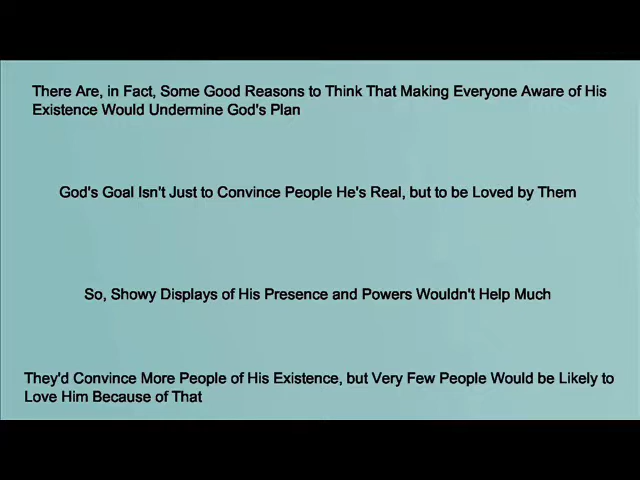 There Are, in Fact, Some Good Reasons to Think That Making Everyone Aware of His
Existence Would Undermine God's Plan
God's Goal Isn't Just to Convince People He's Real, but to be Loved by Them
So, Showy Displays of His Presence and Powers Wouldn't Help Much
They'd Convince More People of His Existence, but Very Few People Would be Likely to
Love Him Because of That